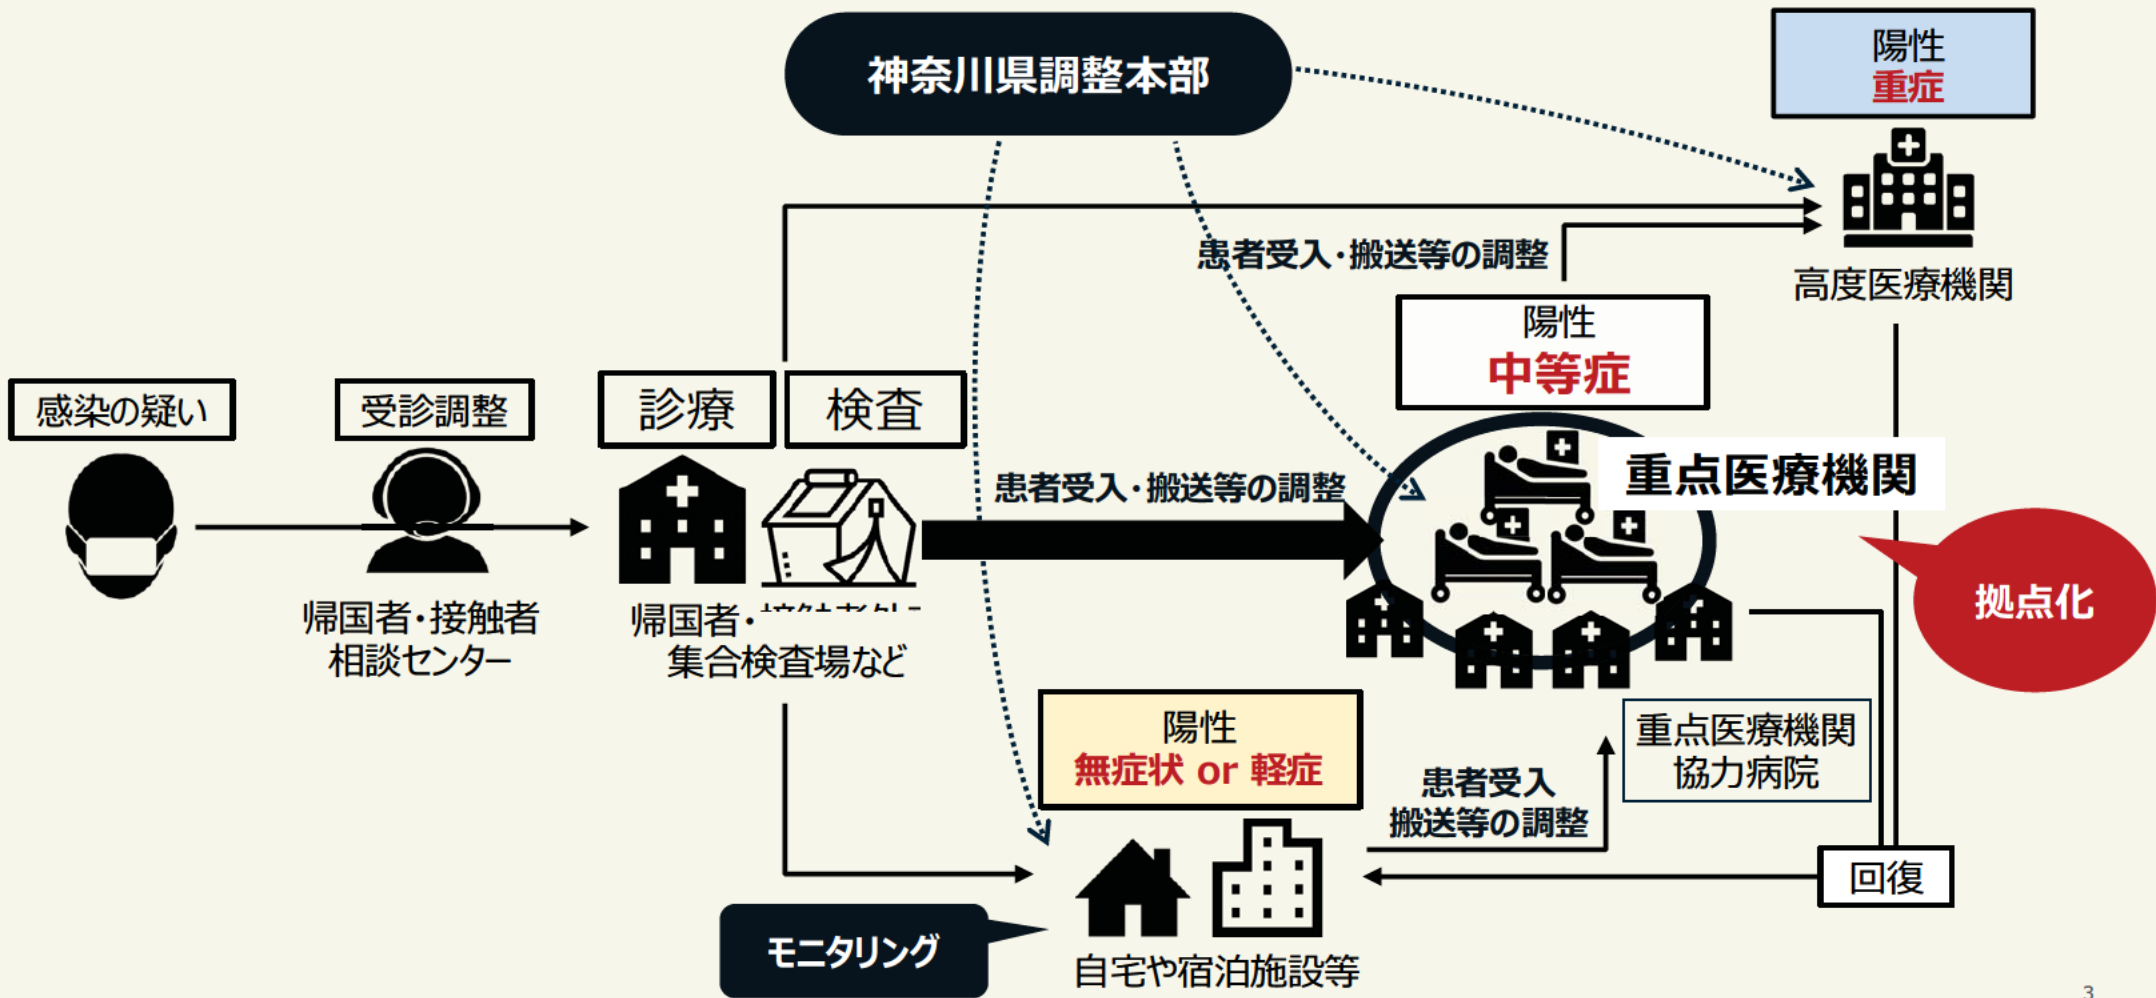 神奈川県調整本部
陽性
重症
高度医療機関
患者受入・搬送等の調整
陽性
中等症
感染の疑い
受診調整
診療
検査
重点医療機関
患者受入・搬送等の調整
拠点化
帰国者・接触者
相談センター
帰国者・
集合検査場など
陽性
無症状 or 軽症
重点医療機関
協力病院
患者受入
搬送等の調整
回復
モニタリング
自宅や宿泊施設等
3